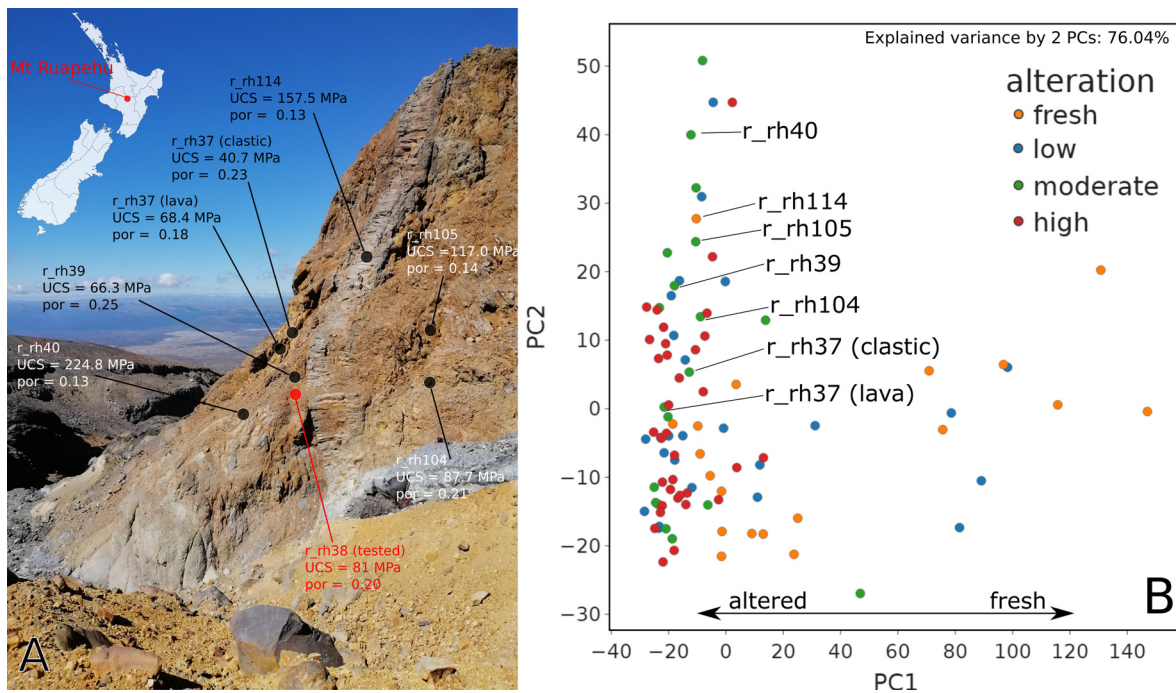 Mt Ruapehu
r_rh114
UCS = 157.5 MPa
por = 0.13
r_rh37 (clastic)
UCS = 40.7 MPa
por = 0.23
r_rh37 (lava)
UCS = 68.4 MPa
por = 0.18
r_rh105
UCS =117.0 MPa
por = 0.14
r_rh39
UCS = 66.3 MPa
por = 0.25
r_rh40
UCS = 224.8 MPa
por = 0.13
r_rh104
UCS = 87.7 MPa
por = 0.21
r_rh38 (tested)
UCS = 81 MPa
por = 0.20
A
Explained variance by 2 PCs: 76.04%
alteration
fresh
low
moderate
high
r_rh40
r_rh114
r_rh105
r_rh39
r_rh104
r_rh37 (clastic)
r_rh37 (lava)
altered
fresh
B
PC2
50
40
30
20
10
0
−10
−20
−30
−40 −20 0 20 40 60 80 100 120 140
PC1